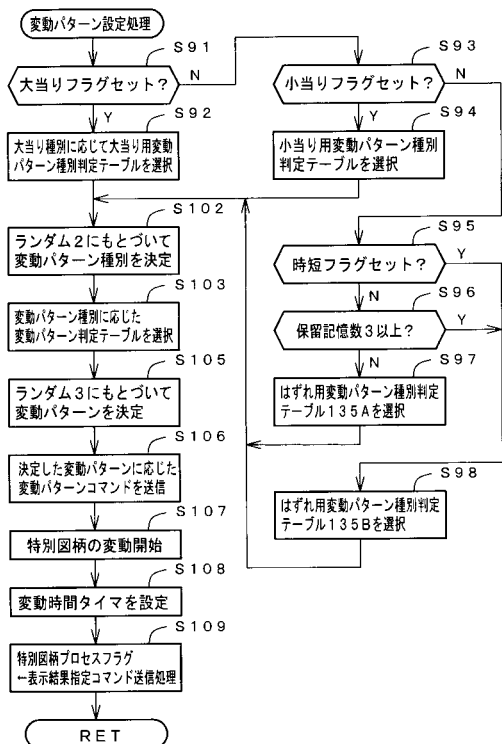 変動パターン設定処理
S91
大当りフラグセット?
N
Y
S92
大当り種別に応じて大当り用変動
パターン種別判定テーブルを選択
S93
小当りフラグセット?
N
Y
S94
小当り用変動パターン種別
判定テーブルを選択
S95
時短フラグセット?
Y
N
S96
保留記憶数3以上?
Y
N
S97
はずれ用変動パターン種別判定
テーブル135Aを選択
S98
はずれ用変動パターン種別判定
テーブル135Bを選択
S102
ランダム2にもとづいて
変動パターン種別を決定
S103
変動パターン種別に応じた
変動パターン判定テーブルを選択
S105
ランダム3にもとづいて
変動パターンを決定
S106
決定した変動パターンに応じた
変動パターンコマンドを送信
S107
特別図柄の変動開始
S108
変動時間タイマを設定
S109
特別図柄プロセスフラグ
←表示結果指定コマンド送信処理
RET